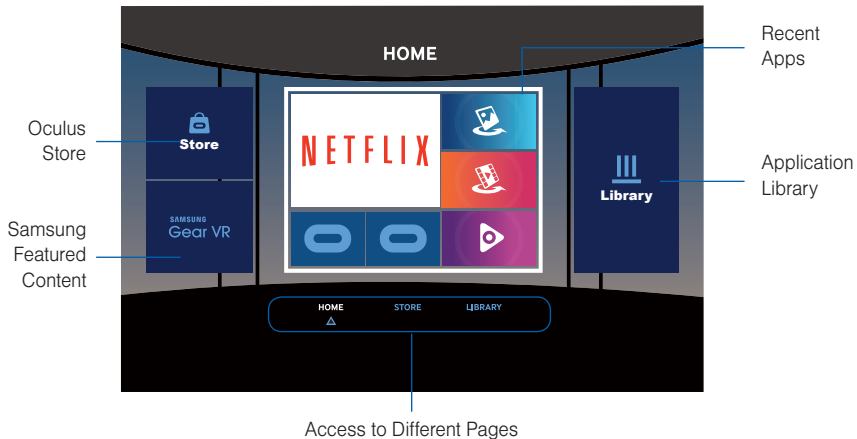 HOME
Recent
Apps
Oculus
Store
Store
NETFLIX
Application
Library
Library
Samsung
Featured
Content
SAMSUNG
Gear VR
HOME STORE LIBRARY
Access to Different Pages